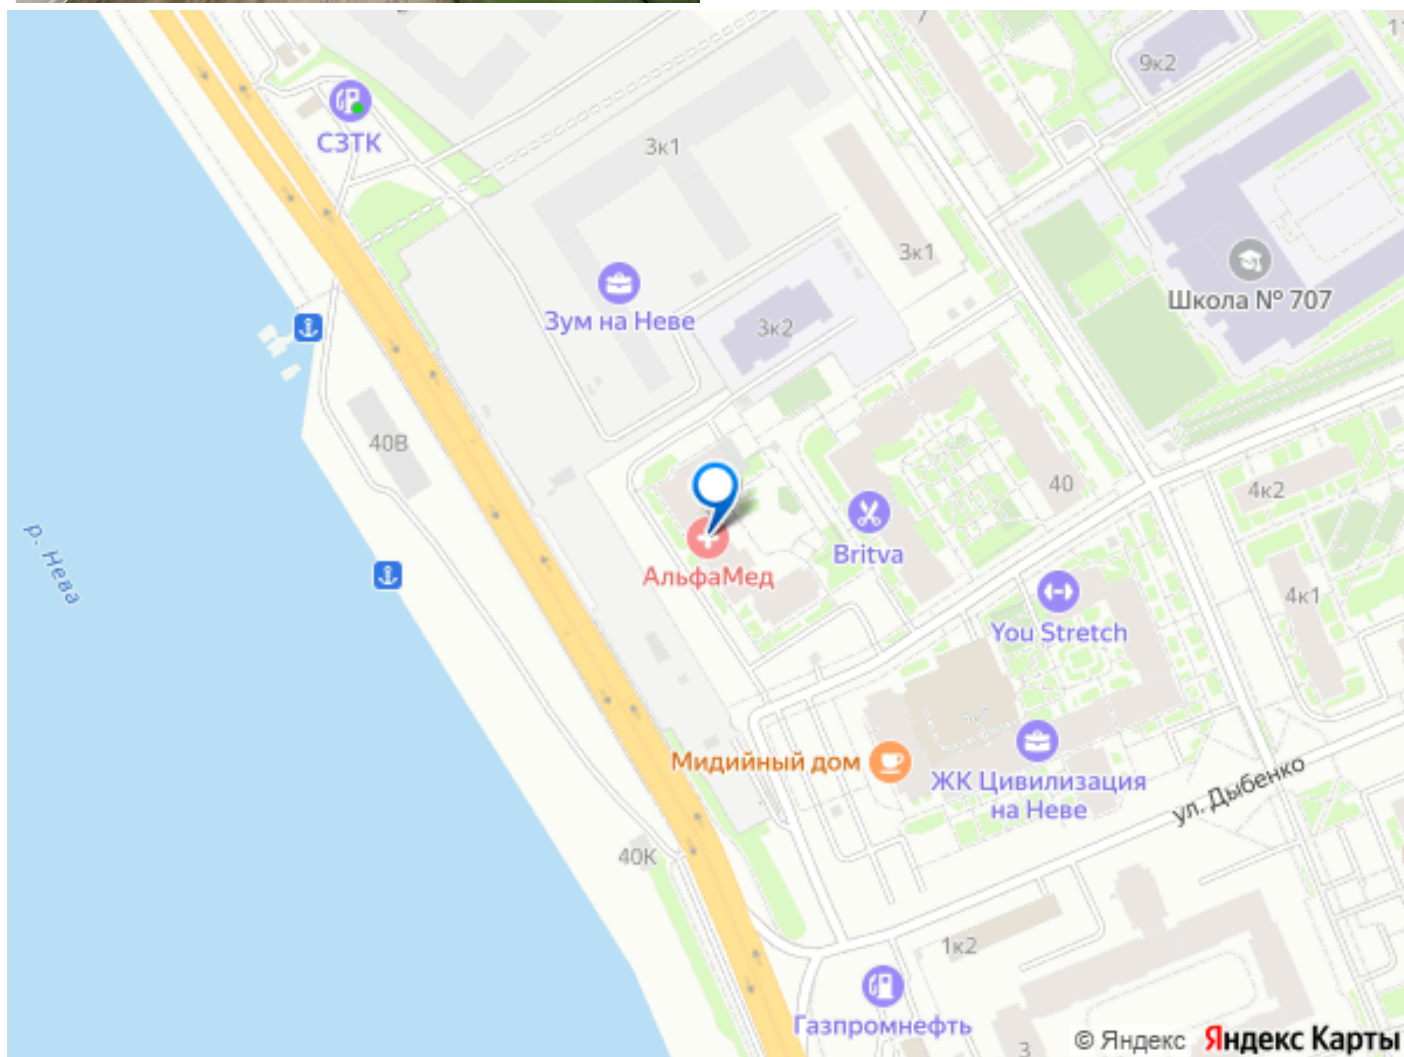 9к2
СЗТК
3к1
3к1
Школа № 707
Зум на Неве
3к2
40В
40
4к2
р. Нева
Britva
АльфаМед
4к1
You Stretch
Мидийный дом
ЖК Цивилизация
на Неве
ул. Дыбенко
40К
1к2
Газпромнефть
3
© Яндекс Яндекс Карты